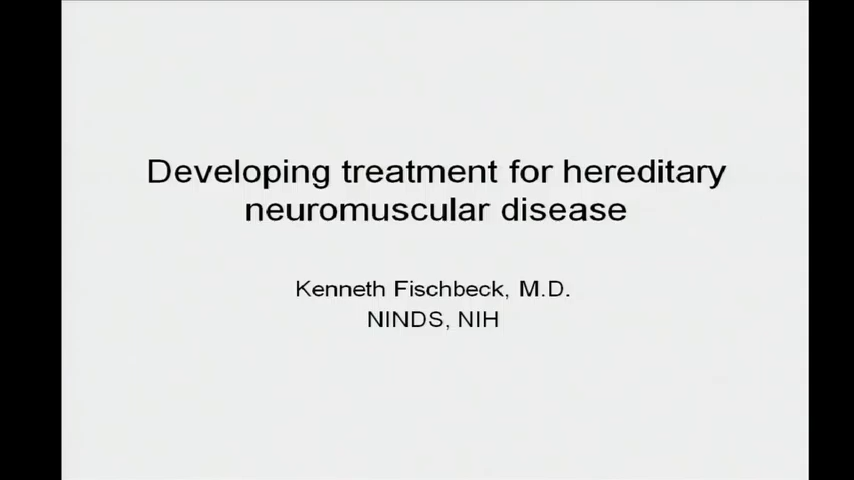 Developing treatment for hereditary
neuromuscular disease
Kenneth Fischbeck, M.D.
NINDS, NIH